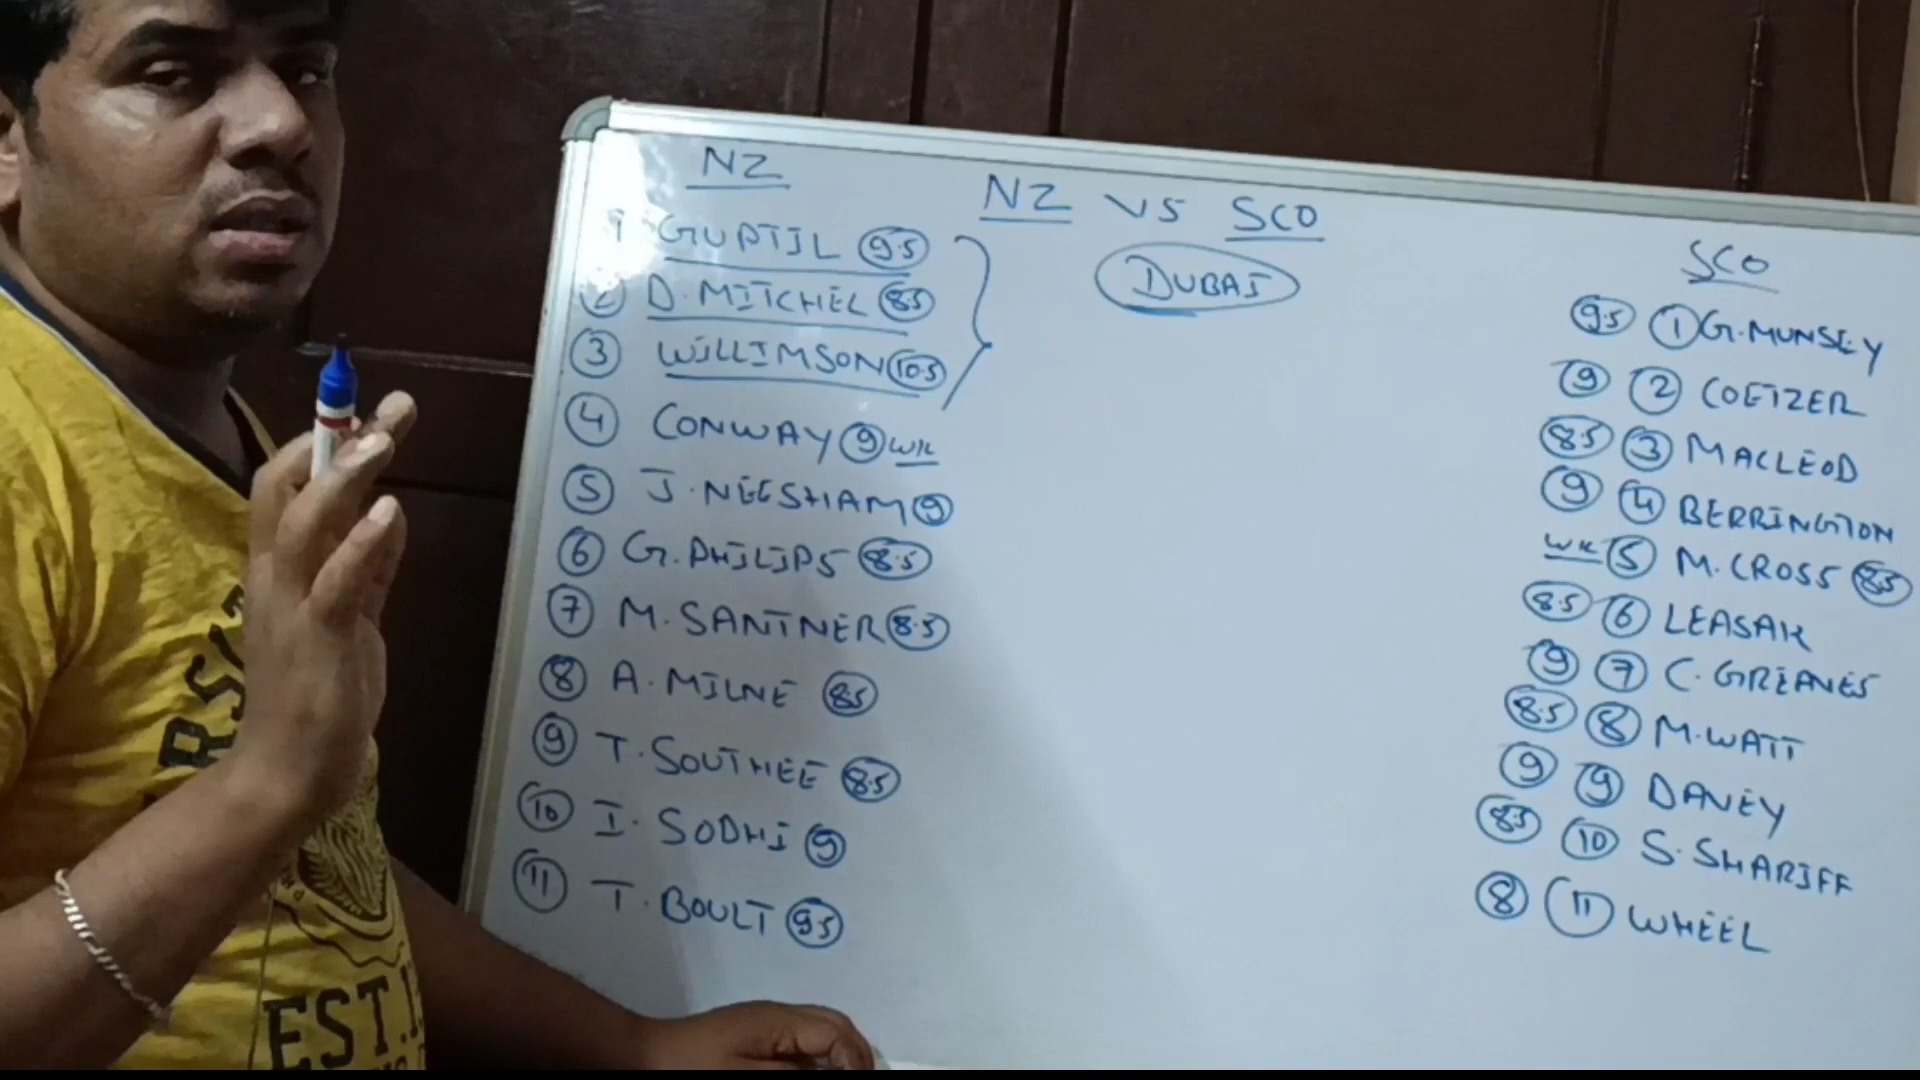 NZ
NZ VS SCO
DUBAI
1 GUPTIL 9.5
2 D. MITCHEL 8.5
3 WILLIMSON 10.5
4 CONWAY 9 WK
5 J. NEESHAM 9
6 G. PHILIPS 8.5
7 M. SANTNER 8.5
8 A. MILNE 8.5
9 T. SOUTHEE 8.5
10 I. SODHI 9
11 T. BOULT 9.5
SCO
9.5 1 G. MUNSEY
9 2 COETZER
8.5 3 MACLEOD
9 4 BERRINGTON
WK 5 M. CROSS 8.5
8.5 6 LEASAK
9 7 C. GREAVES
8.5 8 M. WATT
9 9 DAVEY
8.5 10 S. SHARIFF
8 11 WHEEL
EST.